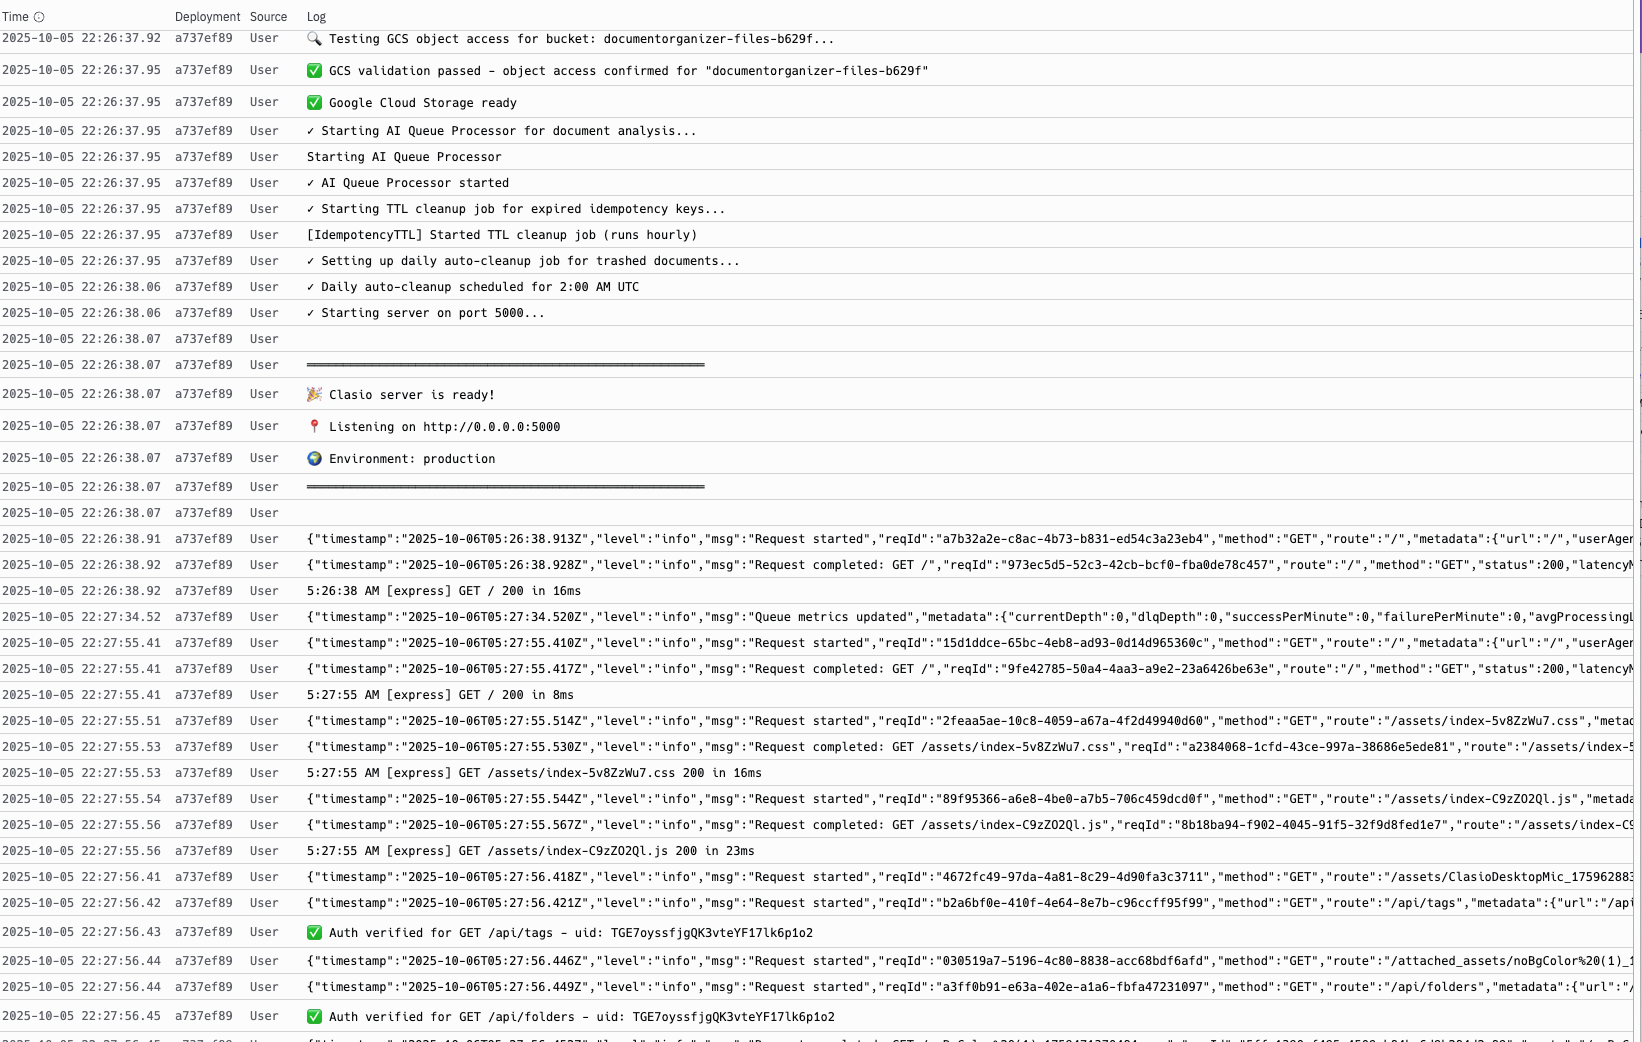 Time Deployment Source Log
2025-10-05 22:26:37.92 a737ef89 User 🔍 Testing GCS object access for bucket: documentorganizer-files-b629f...
2025-10-05 22:26:37.95 a737ef89 User ✅ GCS validation passed - object access confirmed for "documentorganizer-files-b629f"
2025-10-05 22:26:37.95 a737ef89 User ✅ Google Cloud Storage ready
2025-10-05 22:26:37.95 a737ef89 User ✓ Starting AI Queue Processor for document analysis...
2025-10-05 22:26:37.95 a737ef89 User Starting AI Queue Processor
2025-10-05 22:26:37.95 a737ef89 User ✓ AI Queue Processor started
2025-10-05 22:26:37.95 a737ef89 User ✓ Starting TTL cleanup job for expired idempotency keys...
2025-10-05 22:26:37.95 a737ef89 User [IdempotencyTTL] Started TTL cleanup job (runs hourly)
2025-10-05 22:26:37.95 a737ef89 User ✓ Setting up daily auto-cleanup job for trashed documents...
2025-10-05 22:26:38.06 a737ef89 User ✓ Daily auto-cleanup scheduled for 2:00 AM UTC
2025-10-05 22:26:38.06 a737ef89 User ✓ Starting server on port 5000...
2025-10-05 22:26:38.07 a737ef89 User
2025-10-05 22:26:38.07 a737ef89 User ═══════════════════════════════════════════════════════
2025-10-05 22:26:38.07 a737ef89 User 🎉 Clasio server is ready!
2025-10-05 22:26:38.07 a737ef89 User 📍 Listening on http://0.0.0.0:5000
2025-10-05 22:26:38.07 a737ef89 User 🌍 Environment: production
2025-10-05 22:26:38.07 a737ef89 User ═══════════════════════════════════════════════════════
2025-10-05 22:26:38.07 a737ef89 User
2025-10-05 22:26:38.91 a737ef89 User {"timestamp":"2025-10-06T05:26:38.913Z","level":"info","msg":"Request started","reqId":"a7b32a2e-c8ac-4b73-b831-ed54c3a23eb4","method":"GET","route":"/","metadata":{"url":"/","userAgen
2025-10-05 22:26:38.92 a737ef89 User {"timestamp":"2025-10-06T05:26:38.928Z","level":"info","msg":"Request completed: GET /","reqId":"973ec5d5-52c3-42cb-bcf0-fba0de78c457","route":"/","method":"GET","status":200,"latency
2025-10-05 22:26:38.92 a737ef89 User 5:26:38 AM [express] GET / 200 in 16ms
2025-10-05 22:27:34.52 a737ef89 User {"timestamp":"2025-10-06T05:27:34.520Z","level":"info","msg":"Queue metrics updated","metadata":{"currentDepth":0,"dlqDepth":0,"successPerMinute":0,"failurePerMinute":0,"avgProcessing
2025-10-05 22:27:55.41 a737ef89 User {"timestamp":"2025-10-06T05:27:55.410Z","level":"info","msg":"Request started","reqId":"15d1ddce-65bc-4eb8-ad93-0d14d965360c","method":"GET","route":"/","metadata":{"url":"/","userAgen
2025-10-05 22:27:55.41 a737ef89 User {"timestamp":"2025-10-06T05:27:55.417Z","level":"info","msg":"Request completed: GET /","reqId":"9fe42785-50a4-4aa3-a9e2-23a6426be63e","route":"/","method":"GET","status":200,"latency
2025-10-05 22:27:55.41 a737ef89 User 5:27:55 AM [express] GET / 200 in 8ms
2025-10-05 22:27:55.51 a737ef89 User {"timestamp":"2025-10-06T05:27:55.514Z","level":"info","msg":"Request started","reqId":"2feaa5ae-10c8-4059-a67a-4f2d49940d60","method":"GET","route":"/assets/index-5v8ZzWu7.css","metad
2025-10-05 22:27:55.53 a737ef89 User {"timestamp":"2025-10-06T05:27:55.530Z","level":"info","msg":"Request completed: GET /assets/index-5v8ZzWu7.css","reqId":"a2384068-1cfd-43ce-997a-38686e5ede81","route":"/assets/index-5
2025-10-05 22:27:55.53 a737ef89 User 5:27:55 AM [express] GET /assets/index-5v8ZzWu7.css 200 in 16ms
2025-10-05 22:27:55.54 a737ef89 User {"timestamp":"2025-10-06T05:27:55.544Z","level":"info","msg":"Request started","reqId":"89f95366-a6e8-4be0-a7b5-706c459dcd0f","method":"GET","route":"/assets/index-C9zZO2Ql.js","metada
2025-10-05 22:27:55.56 a737ef89 User {"timestamp":"2025-10-06T05:27:55.567Z","level":"info","msg":"Request completed: GET /assets/index-C9zZO2Ql.js","reqId":"8b18ba94-f902-4045-91f5-32f9d8fed1e7","route":"/assets/index-C9
2025-10-05 22:27:55.56 a737ef89 User 5:27:55 AM [express] GET /assets/index-C9zZO2Ql.js 200 in 23ms
2025-10-05 22:27:56.41 a737ef89 User {"timestamp":"2025-10-06T05:27:56.418Z","level":"info","msg":"Request started","reqId":"4672fc49-97da-4a81-8c29-4d90fa3c3711","method":"GET","route":"/assets/ClasioDesktopMic_175962883
2025-10-05 22:27:56.42 a737ef89 User {"timestamp":"2025-10-06T05:27:56.421Z","level":"info","msg":"Request started","reqId":"b2a6bf0e-410f-4e64-8e7b-c96ccff95f99","method":"GET","route":"/api/tags","metadata":{"url":"/api
2025-10-05 22:27:56.43 a737ef89 User ✅ Auth verified for GET /api/tags - uid: TGE7oyssfjgQK3vteYF17lk6p1o2
2025-10-05 22:27:56.44 a737ef89 User {"timestamp":"2025-10-06T05:27:56.446Z","level":"info","msg":"Request started","reqId":"030519a7-5196-4c80-8838-acc68bdf6afd","method":"GET","route":"/attached_assets/noBgColor%20(1)_1
2025-10-05 22:27:56.44 a737ef89 User {"timestamp":"2025-10-06T05:27:56.449Z","level":"info","msg":"Request started","reqId":"a3ff0b91-e63a-402e-a1a6-fbfa47231097","method":"GET","route":"/api/folders","metadata":{"url":"/
2025-10-05 22:27:56.45 a737ef89 User ✅ Auth verified for GET /api/folders - uid: TGE7oyssfjgQK3vteYF17lk6p1o2